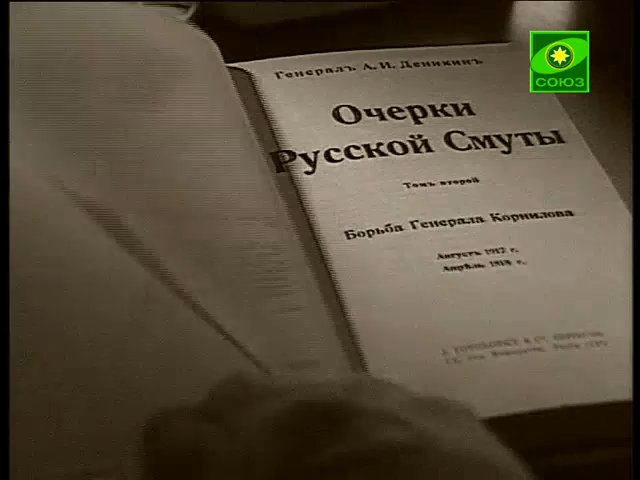 Генералъ А. И. Деникинъ
СОЮЗ
Очерки
Русской Смуты
Томъ второй
Борьба Генерала Корнилова
Августъ 1917 г.
Апрѣль 1918 г.